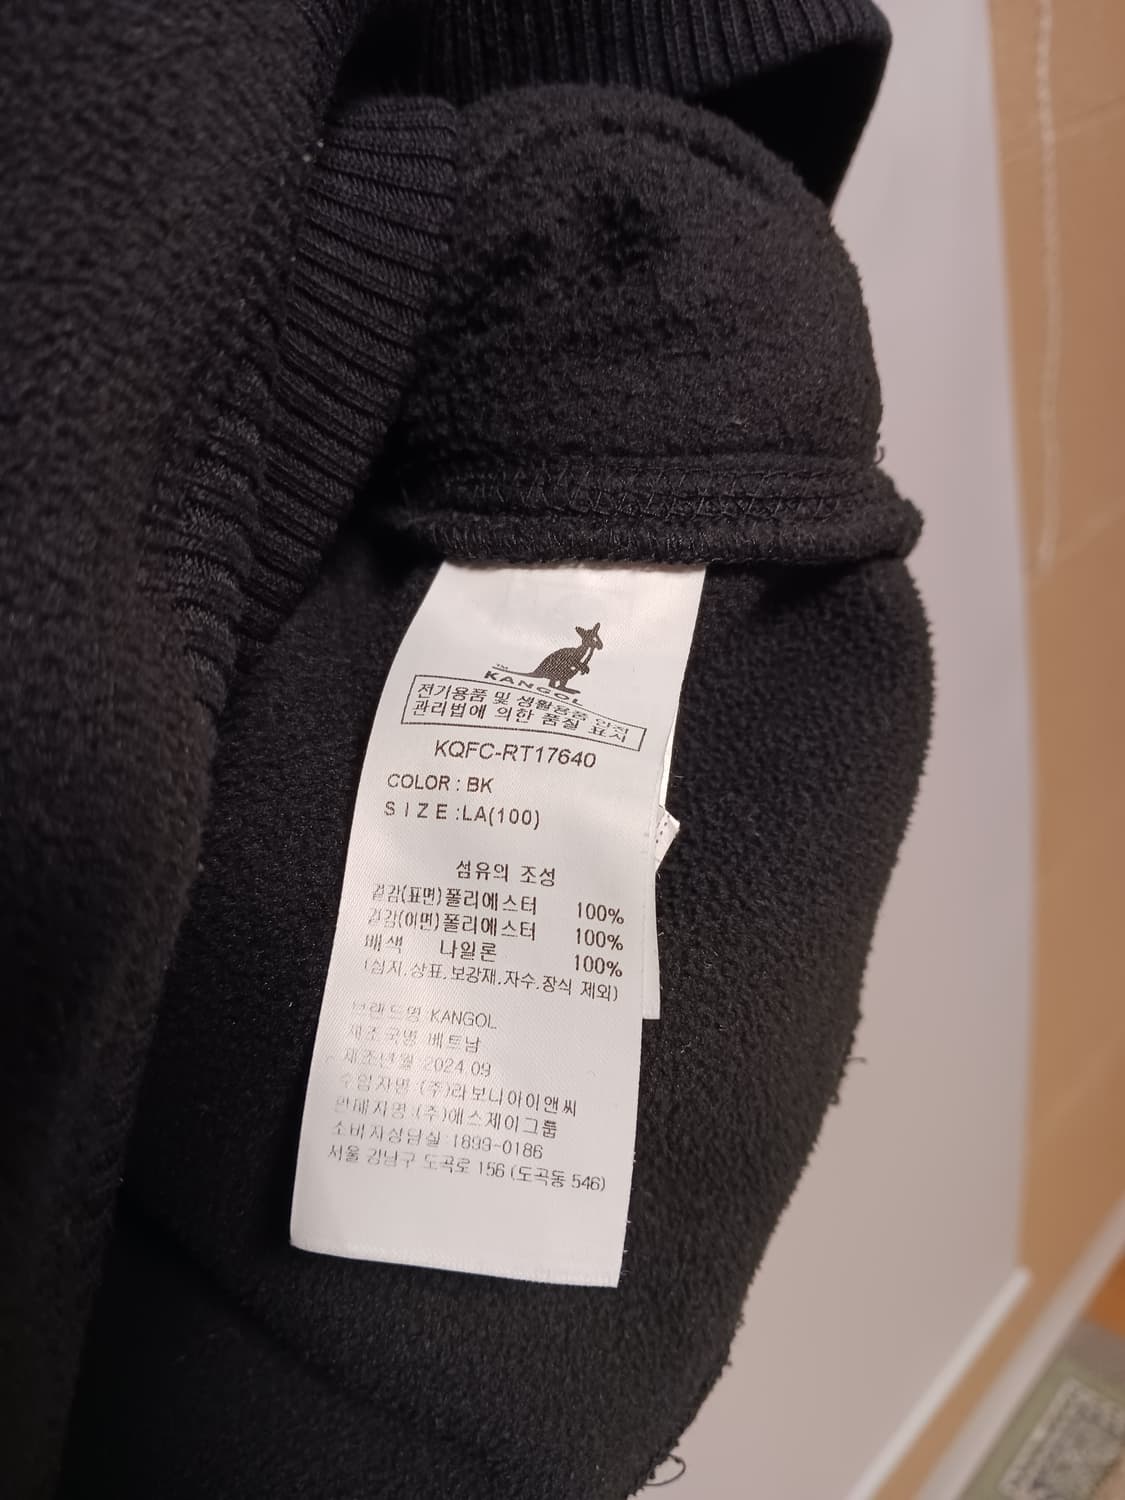 ™
KANGOL
전기용품 및 생활용품 안전
관리법에 의한 품질 표시
KQFC-RT17640
COLOR : BK
SIZE :LA(100)
섬유의 조성
겉감(표면)폴리에스터 100%
겉감(이면)폴리에스터 100%
배색 나일론 100%
(심지.상표.보강재.자수.장식 제외)
브랜드명:KANGOL
제조국명 베트남
제조년월 2024.09
수입자명 :(주)라보니아이앤씨
판매자명 :(주)에스제이그룹
소비자상담실:1899-0186
서울 강남구 도곡로 156 (도곡동 546)